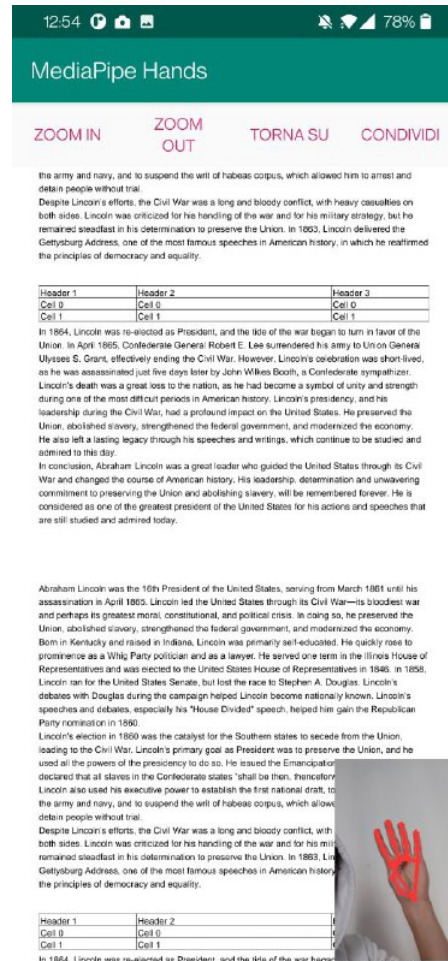 12:54 78%
MediaPipe Hands
ZOOM IN
ZOOM
OUT
TORNA SU
CONDIVIDI
the army and navy, and to suspend the writ of habeas corpus, which allowed him to arrest and
detain people without trial.
Despite Lincoln's efforts, the Civil War was a long and bloody conflict, with heavy casualties on
both sides. Lincoln was criticized for his handling of the war and for his military strategy, but he
remained steadfast in his determination to preserve the Union. In 1863, Lincoln delivered the
Gettysburg Address, one of the most famous speeches in American history, in which he reaffirmed
the principles of democracy and equality.
Header 1 Header 2 Header 3
Cell 0 Cell 0 Cell 0
Cell 1 Cell 1 Cell 1
In 1864, Lincoln was re-elected as President, and the tide of the war began to turn in favor of the
Union. In April 1865, Confederate General Robert E. Lee surrendered his army to Union General
Ulysses S. Grant, effectively ending the Civil War. However, Lincoln's celebration was short-lived,
as he was assassinated just five days later by John Wilkes Booth, a Confederate sympathizer.
Lincoln's death was a great loss to the nation, as he had become a symbol of unity and strength
during one of the most difficult periods in American history. Lincoln's presidency, and his
leadership during the Civil War, had a profound impact on the United States. He preserved the
Union, abolished slavery, strengthened the federal government, and modernized the economy.
He also left a lasting legacy through his speeches and writings, which continue to be studied and
admired to this day.
In conclusion, Abraham Lincoln was a great leader who guided the United States through its Civil
War and changed the course of American history. His leadership, determination and unwavering
commitment to preserving the Union and abolishing slavery, will be remembered forever. He is
considered as one of the greatest president of the United States for his actions and speeches that
are still studied and admired today.
Abraham Lincoln was the 16th President of the United States, serving from March 1861 until his
assassination in April 1865. Lincoln led the United States through its Civil War—its bloodiest war
and perhaps its greatest moral, constitutional, and political crisis. In doing so, he preserved the
Union, abolished slavery, strengthened the federal government, and modernized the economy.
Born in Kentucky and raised in Indiana, Lincoln was primarily self-educated. He quickly rose to
prominence as a Whig Party politician and as a lawyer. He served one term in the Illinois House of
Representatives and was elected to the United States House of Representatives in 1846. In 1858,
Lincoln ran for the United States Senate, but lost the race to Stephen A. Douglas. Lincoln's
debates with Douglas during the campaign helped Lincoln become nationally known. Lincoln's
speeches and debates, especially his "House Divided" speech, helped him gain the Republican
Party nomination in 1860.
Lincoln's election in 1860 was the catalyst for the Southern states to secede from the Union,
leading to the Civil War. Lincoln's primary goal as President was to preserve the Union, and he
used all the powers of the presidency to do so. He issued the Emancipation
declared that all slaves in the Confederate states "shall be then, thencefor
Lincoln also used his executive power to establish the first national draft, to
the army and navy, and to suspend the writ of habeas corpus, which allowe
detain people without trial.
Despite Lincoln's efforts, the Civil War was a long and bloody conflict, with
both sides. Lincoln was criticized for his handling of the war and for his mili
remained steadfast in his determination to preserve the Union. In 1863, Lin
Gettysburg Address, one of the most famous speeches in American history
the principles of democracy and equality.
Header 1 Header 2
Cell 0 Cell 0
Cell 1 Cell 1
In 1864, Lincoln was re-elected as President, and the tide of the war began